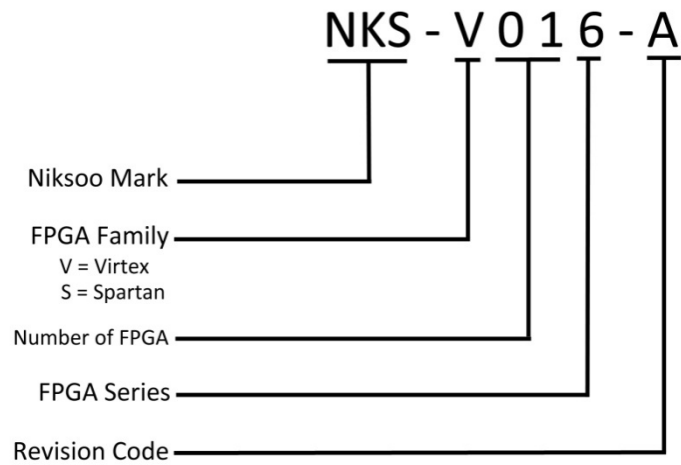 NKS - V 0 1 6 - A
Niksoo Mark
FPGA Family
V = Virtex
S = Spartan
Number of FPGA
FPGA Series
Revision Code